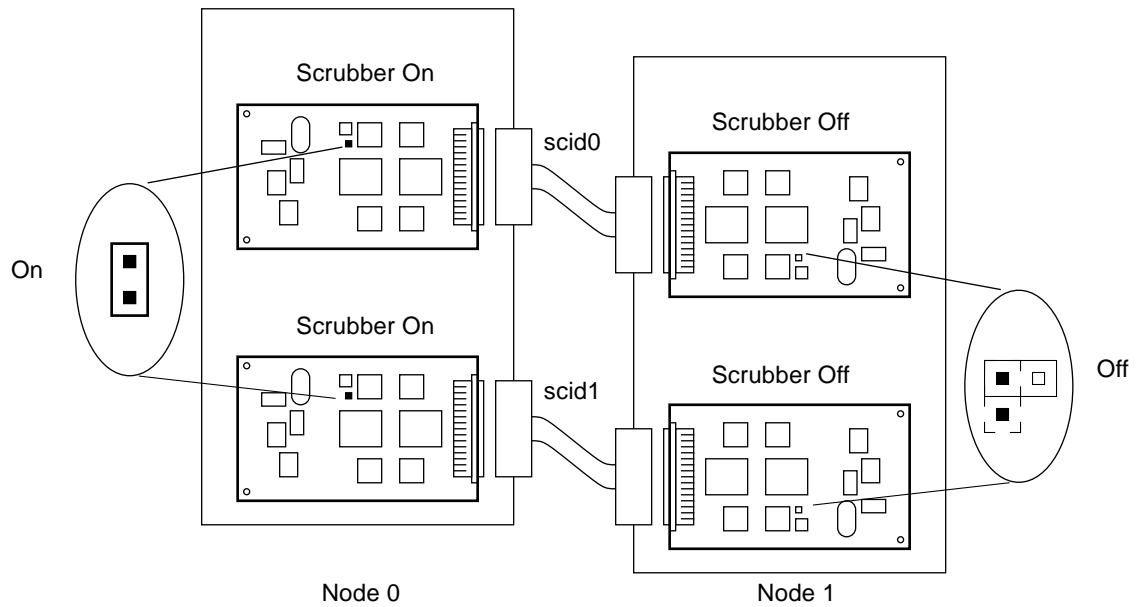 Scrubber On
scid0
Scrubber Off
On
Scrubber On
scid1
Scrubber Off
Off
Node 0
Node 1